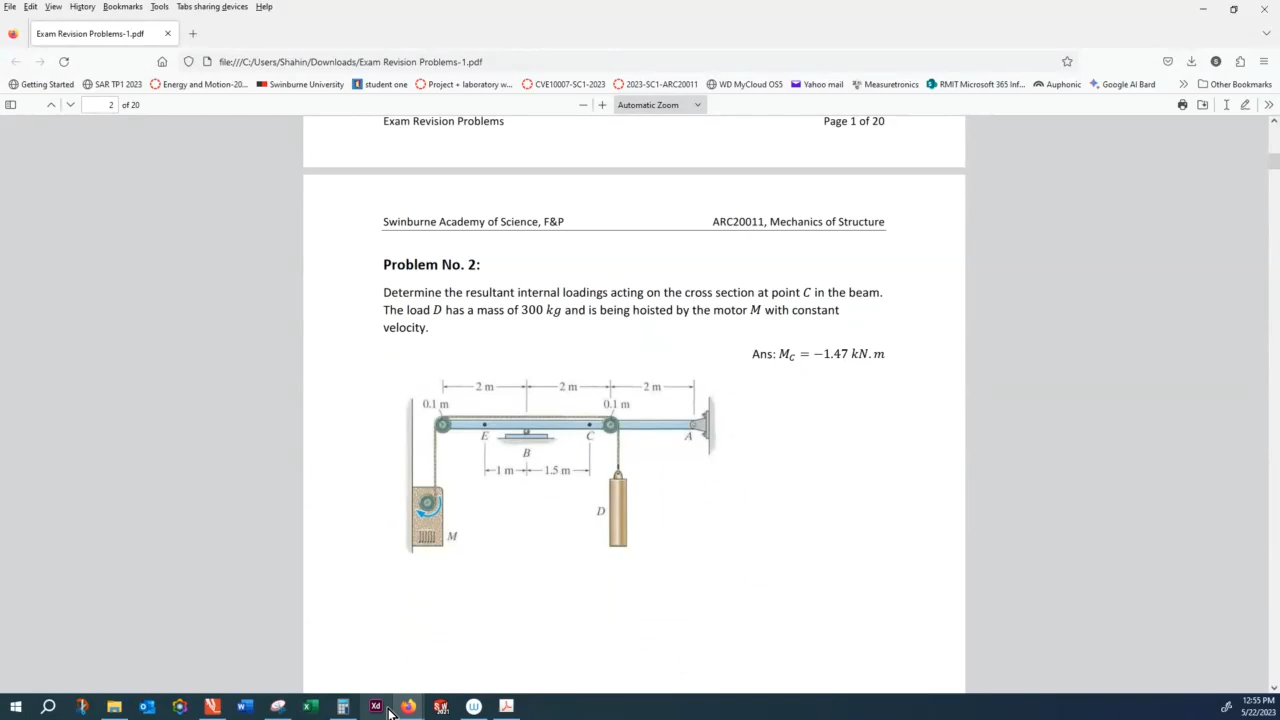 File Edit View History Bookmarks Tools Tabs sharing devices Help
Exam Revision Problems-1.pdf
file:///C:/Users/Shahin/Downloads/Exam Revision Problems-1.pdf
Getting Started SAR TP1 2023 Energy and Motion-20... Swinburne University student one Project + laboratory w... CVE10007-SC1-2023 2023-SC1-ARC20011 WD MyCloud OS5 Yahoo mail Measuretronics RMIT Microsoft 365 Inf... Auphonic Google AI Bard Other Bookmarks
2 of 20 Automatic Zoom
Exam Revision Problems Page 1 of 20
Swinburne Academy of Science, F&P ARC20011, Mechanics of Structure
Problem No. 2:
Determine the resultant internal loadings acting on the cross section at point C in the beam.
The load D has a mass of 300 kg and is being hoisted by the motor M with constant
velocity.
Ans: M_C = −1.47 kN.m
2 m 2 m 2 m
0.1 m 0.1 m
E C A
B
1 m 1.5 m
D
M
12:55 PM
5/22/2023